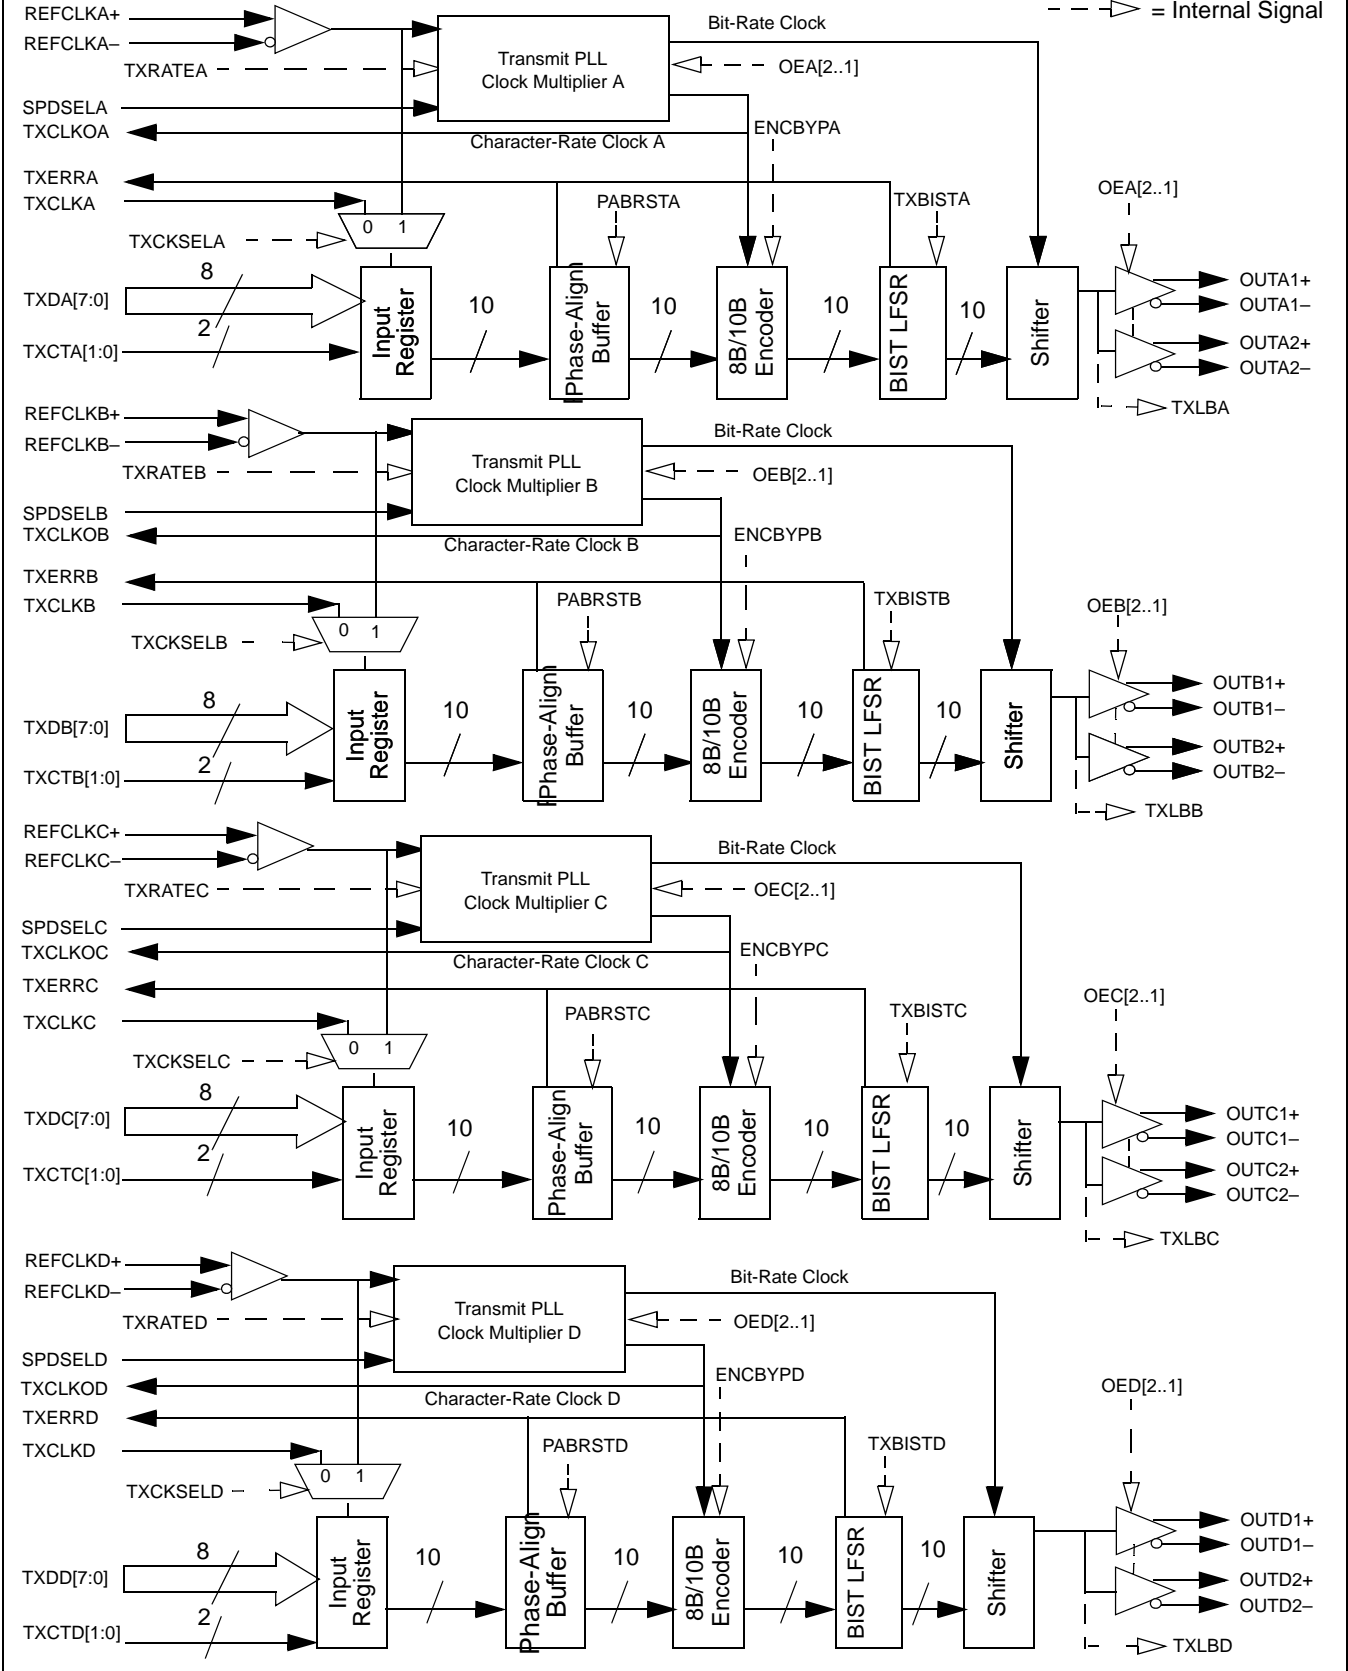 REFCLKA+
Bit-Rate Clock
= Internal Signal
REFCLKA–
Transmit PLL
Clock Multiplier A
TXRATEA
OEA[2..1]
SPDSELA
TXCLKOA
Character-Rate Clock A
ENCBYPA
TXERRA
TXCLKA
PABRSTA
TXBISTA
OEA[2..1]
0 1
TXCKSELA
8
TXDA[7:0]
2
TXCTA[1:0]
Input
Register
10
Phase-Align
Buffer
10
8B/10B
Encoder
10
BIST LFSR
10
Shifter
OUTA1+
OUTA1–
OUTA2+
OUTA2–
TXLBA
REFCLKB+
REFCLKB–
Bit-Rate Clock
Transmit PLL
Clock Multiplier B
TXRATEB
OEB[2..1]
SPDSELB
TXCLKOB
Character-Rate Clock B
ENCBYPB
TXERRB
TXCLKB
PABRSTB
TXBISTB
OEB[2..1]
0 1
TXCKSELB
8
TXDB[7:0]
2
TXCTB[1:0]
Input
Register
10
Phase-Align
Buffer
10
8B/10B
Encoder
10
BIST LFSR
10
Shifter
OUTB1+
OUTB1–
OUTB2+
OUTB2–
TXLBB
REFCLKC+
REFCLKC–
Bit-Rate Clock
Transmit PLL
Clock Multiplier C
TXRATEC
OEC[2..1]
SPDSELC
TXCLKOC
Character-Rate Clock C
ENCBYPC
TXERRC
TXCLKC
PABRSTC
TXBISTC
OEC[2..1]
0 1
TXCKSELC
8
TXDC[7:0]
2
TXCTC[1:0]
Input
Register
10
Phase-Align
Buffer
10
8B/10B
Encoder
10
BIST LFSR
10
Shifter
OUTC1+
OUTC1–
OUTC2+
OUTC2–
TXLBC
REFCLKD+
REFCLKD–
Bit-Rate Clock
Transmit PLL
Clock Multiplier D
TXRATED
OED[2..1]
SPDSELD
TXCLKOD
Character-Rate Clock D
ENCBYPD
TXERRD
TXCLKD
PABRSTD
TXBISTD
OED[2..1]
0 1
TXCKSELD
8
TXDD[7:0]
2
TXCTD[1:0]
Input
Register
10
Phase-Align
Buffer
10
8B/10B
Encoder
10
BIST LFSR
10
Shifter
OUTD1+
OUTD1–
OUTD2+
OUTD2–
TXLBD